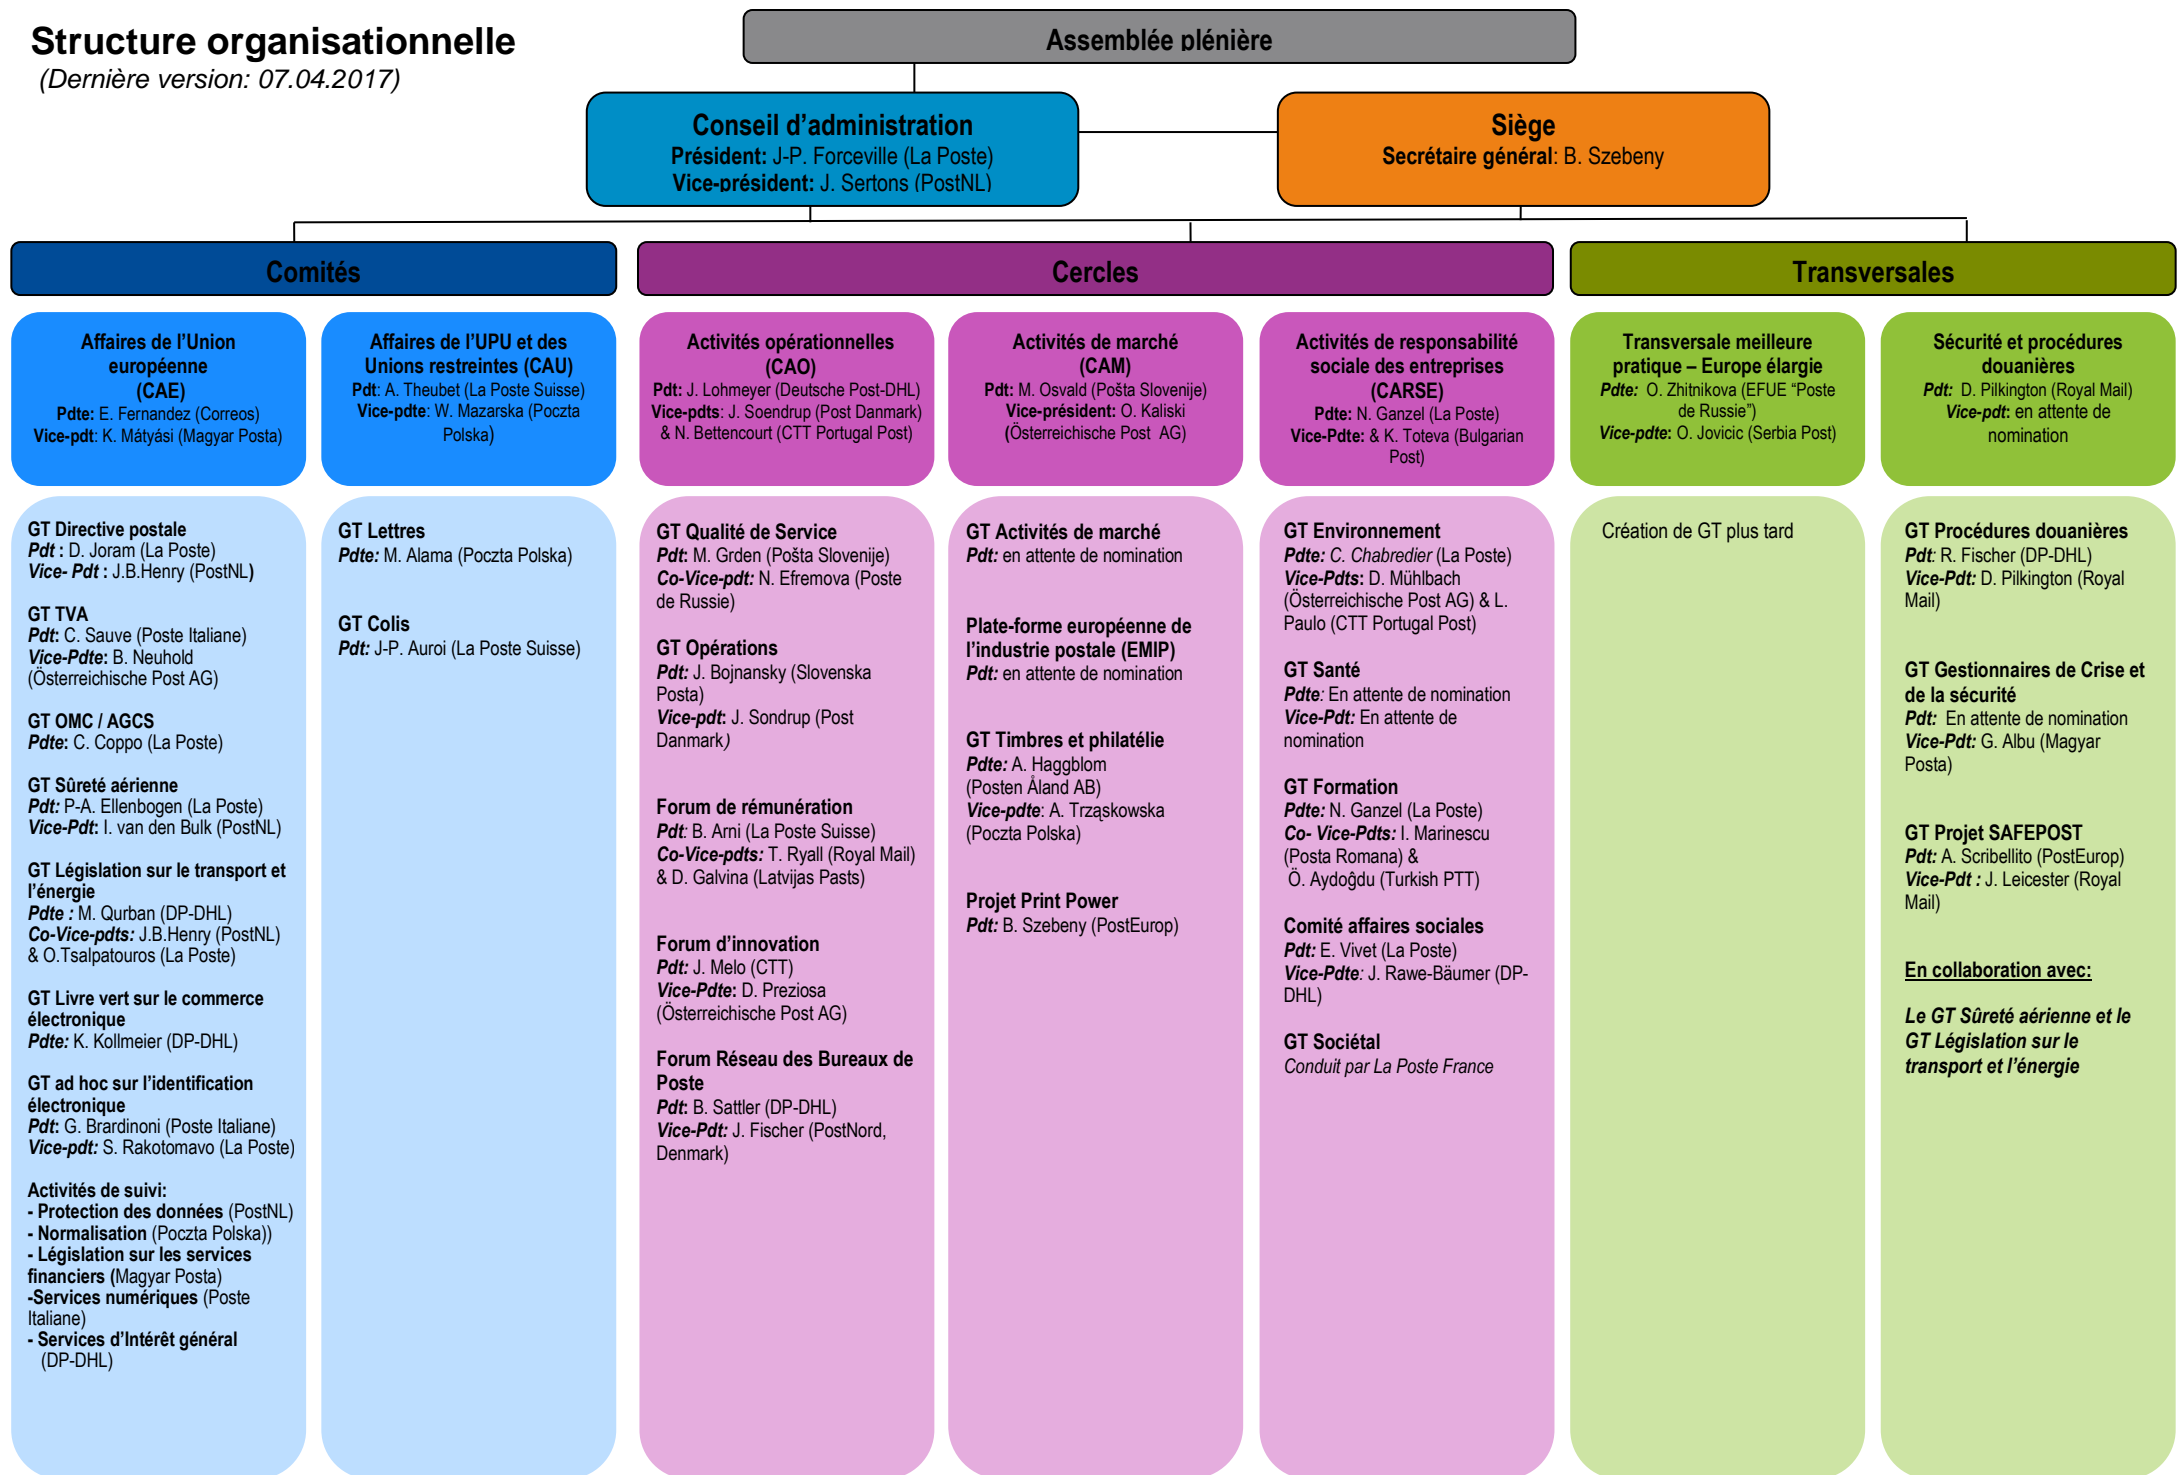 Structure organisationnelle
(Dernière version: 07.04.2017)
Assemblée plénière
Conseil d’administration
Président: J-P. Forceville (La Poste)
Vice-président: J. Sertons (PostNL)
Siège
Secrétaire général: B. Szebeny
Comités
Cercles
Transversales
Affaires de l’Union
européenne
(CAE)
Pdte: E. Fernandez (Correos)
Vice-pdt: K. Mátyási (Magyar Posta)
Affaires de l’UPU et des
Unions restreintes (CAU)
Pdt: A. Theubet (La Poste Suisse)
Vice-pdte: W. Mazarska (Poczta
Polska)
Activités opérationnelles
(CAO)
Pdt: J. Lohmeyer (Deutsche Post-DHL)
Vice-pdts: J. Soendrup (Post Danmark)
& N. Bettencourt (CTT Portugal Post)
Activités de marché
(CAM)
Pdt: M. Osvald (Pošta Slovenije)
Vice-président: O. Kaliski
(Österreichische Post AG)
Activités de responsabilité
sociale des entreprises
(CARSE)
Pdte: N. Ganzel (La Poste)
Vice-Pdte: & K. Toteva (Bulgarian
Post)
Transversale meilleure
pratique – Europe élargie
Pdte: O. Zhitnikova (EFUE “Poste
de Russie”)
Vice-pdte: O. Jovicic (Serbia Post)
Sécurité et procédures
douanières
Pdt: D. Pilkington (Royal Mail)
Vice-pdt: en attente de
nomination
GT Directive postale
Pdt : D. Joram (La Poste)
Vice- Pdt : J.B.Henry (PostNL)
GT TVA
Pdt: C. Sauve (Poste Italiane)
Vice-Pdte: B. Neuhold
(Österreichische Post AG)
GT OMC / AGCS
Pdte: C. Coppo (La Poste)
GT Sûreté aérienne
Pdt: P-A. Ellenbogen (La Poste)
Vice-Pdt: I. van den Bulk (PostNL)
GT Législation sur le transport et
l’énergie
Pdte : M. Qurban (DP-DHL)
Co-Vice-pdts: J.B.Henry (PostNL)
& O.Tsalpatouros (La Poste)
GT Livre vert sur le commerce
électronique
Pdte: K. Kollmeier (DP-DHL)
GT ad hoc sur l’identification
électronique
Pdt: G. Brardinoni (Poste Italiane)
Vice-pdt: S. Rakotomavo (La Poste)
Activités de suivi:
- Protection des données (PostNL)
- Normalisation (Poczta Polska))
- Législation sur les services
financiers (Magyar Posta)
-Services numériques (Poste
Italiane)
- Services d’Intérêt général
(DP-DHL)
GT Lettres
Pdte: M. Alama (Poczta Polska)
GT Colis
Pdt: J-P. Auroi (La Poste Suisse)
GT Qualité de Service
Pdt: M. Grden (Pošta Slovenije)
Co-Vice-pdt: N. Efremova (Poste
de Russie)
GT Opérations
Pdt: J. Bojnansky (Slovenska
Posta)
Vice-pdt: J. Sondrup (Post
Danmark)
Forum de rémunération
Pdt: B. Arni (La Poste Suisse)
Co-Vice-pdts: T. Ryall (Royal Mail)
& D. Galvina (Latvijas Pasts)
Forum d’innovation
Pdt: J. Melo (CTT)
Vice-Pdte: D. Preziosa
(Österreichische Post AG)
Forum Réseau des Bureaux de
Poste
Pdt: B. Sattler (DP-DHL)
Vice-Pdt: J. Fischer (PostNord,
Denmark)
GT Activités de marché
Pdt: en attente de nomination
Plate-forme européenne de
l’industrie postale (EMIP)
Pdt: en attente de nomination
GT Timbres et philatélie
Pdte: A. Haggblom
(Posten Åland AB)
Vice-pdte: A. Trząskowska
(Poczta Polska)
Projet Print Power
Pdt: B. Szebeny (PostEurop)
GT Environnement
Pdte: C. Chabredier (La Poste)
Vice-Pdts: D. Mühlbach
(Österreichische Post AG) & L.
Paulo (CTT Portugal Post)
GT Santé
Pdte: En attente de nomination
Vice-Pdt: En attente de
nomination
GT Formation
Pdte: N. Ganzel (La Poste)
Co- Vice-Pdts: I. Marinescu
(Posta Romana) &
Ö. Aydoĝdu (Turkish PTT)
Comité affaires sociales
Pdt: E. Vivet (La Poste)
Vice-Pdte: J. Rawe-Bäumer (DP-
DHL)
GT Sociétal
Conduit par La Poste France
Création de GT plus tard
GT Procédures douanières
Pdt: R. Fischer (DP-DHL)
Vice-Pdt: D. Pilkington (Royal
Mail)
GT Gestionnaires de Crise et
de la sécurité
Pdt: En attente de nomination
Vice-Pdt: G. Albu (Magyar
Posta)
GT Projet SAFEPOST
Pdt: A. Scribellito (PostEurop)
Vice-Pdt : J. Leicester (Royal
Mail)
En collaboration avec:
Le GT Sûreté aérienne et le
GT Législation sur le
transport et l’énergie